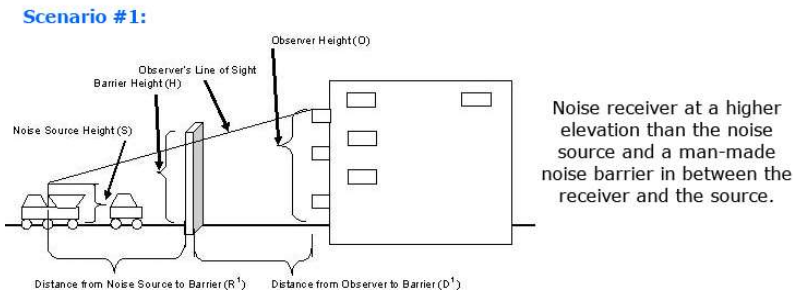 Scenario #1:
Observer Height (O)
Observer's Line of Sight
Barrier Height (H)
Noise Source Height (S)
Noise receiver at a higher
elevation than the noise
source and a man-made
noise barrier in between the
receiver and the source.
Distance from Noise Source to Barrier (R¹)
Distance from Observer to Barrier (D¹)